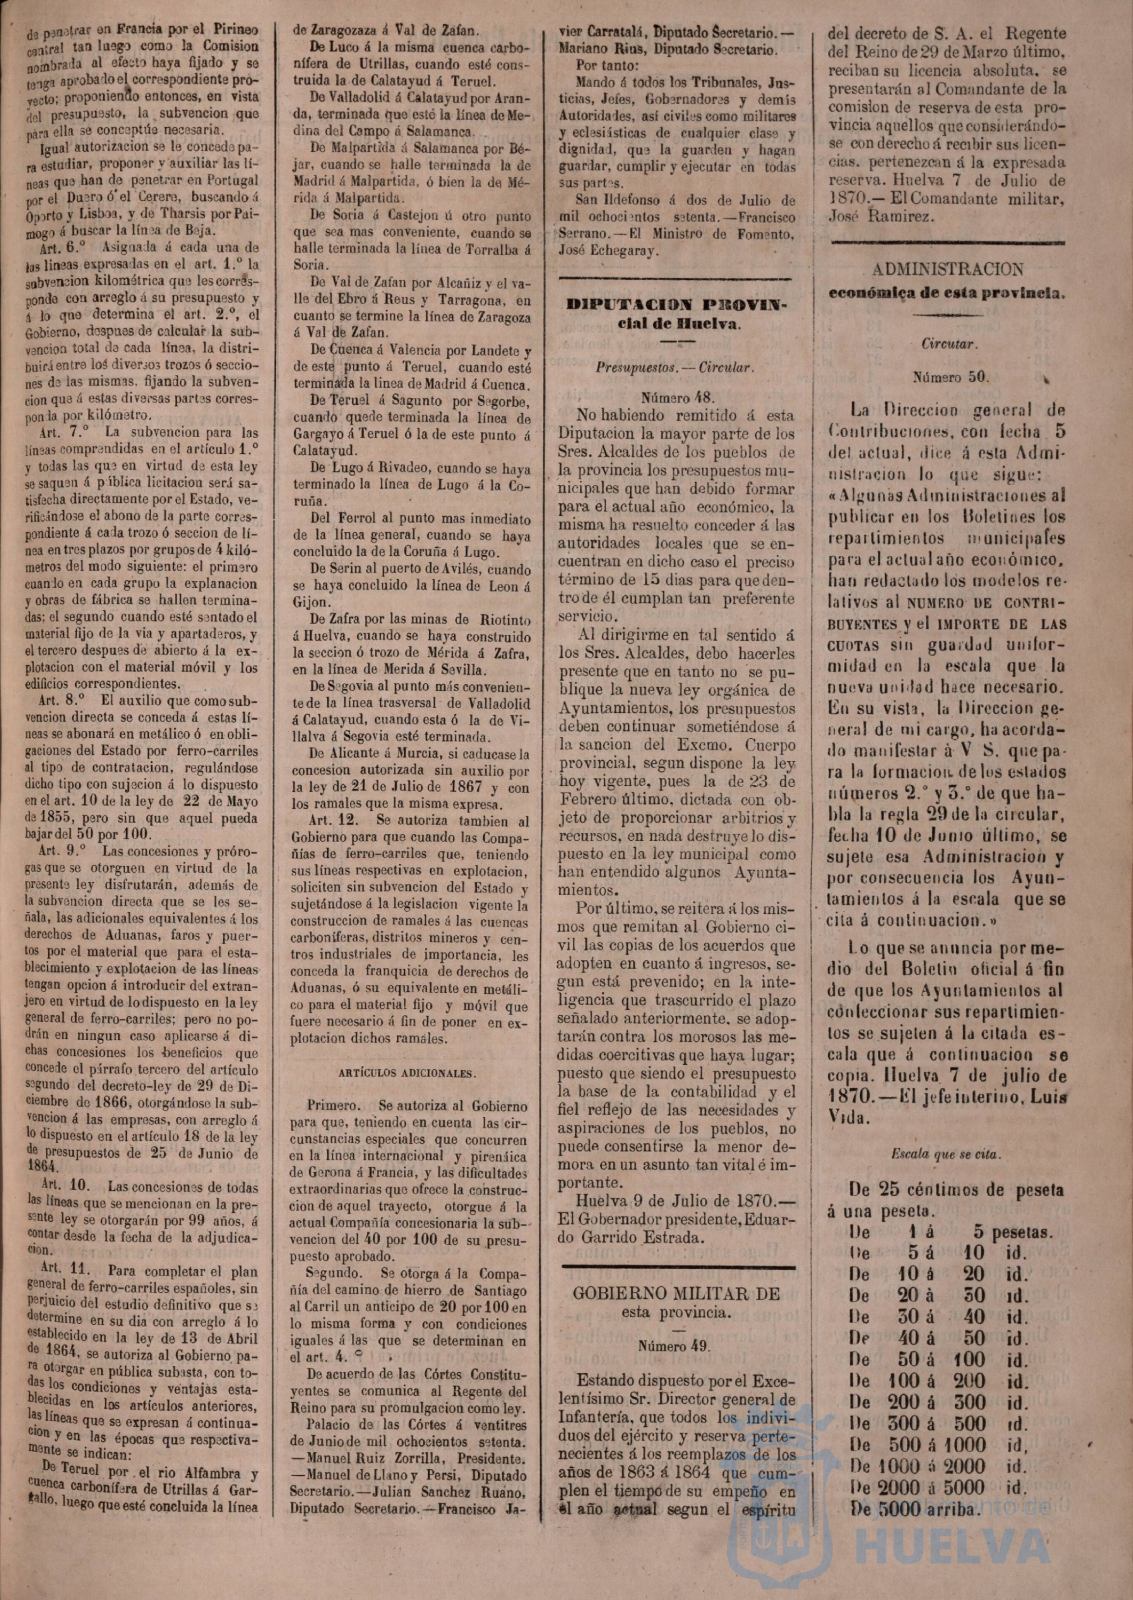 de penetrar en Francia por el Pirineo
central tan luego como la Comision
nombrada al efecto haya fijado y se
tenga aprobado el correspondiente pro-
yecto; proponiendo entonces, en vista
del presupuesto, la subvencion que
para ella se conceptúe necesaria.
Igual autorizacion se le concede pa-
ra estudiar, proponer y auxiliar las lí-
neas que han de penetrar en Portugal
por el Duero ó el Cerere, buscando á
Oporto y Lisboa, y de Tharsis por Pai-
mogo á buscar la línea de Beja.
Art. 6.º Asignada á cada una de
las líneas expresadas en el art. 1.º la
subvencion kilométrica que les corres-
ponde con arreglo á su presupuesto y
á lo que determina el art. 2.º, el
Gobierno, despues de calcular la sub-
vencion total de cada línea, la distri-
buirá entre los diversos trozos ó seccio-
nes de las mismas, fijando la subven-
cion que á estas diversas partes corres-
ponda por kilómetro.
Art. 7.º La subvencion para las
líneas comprendidas en el artículo 1.º
y todas las que en virtud de esta ley
se saquen á pública licitacion será sa-
tisfecha directamente por el Estado, ve-
rificándose el abono de la parte corres-
pondiente á cada trozo ó seccion de lí-
nea en tres plazos por grupos de 4 kiló-
metros del modo siguiente: el primero
cuando en cada grupo la explanacion
y obras de fábrica se hallen termina-
das; el segundo cuando esté sentado el
material fijo de la via y apartaderos, y
el tercero despues de abierto á la ex-
plotacion con el material móvil y los
edificios correspondientes.
Art. 8.º El auxilio que como sub-
vencion directa se conceda á estas lí-
neas se abonará en metálico ó en obli-
gaciones del Estado por ferro-carriles
al tipo de contratacion, regulándose
dicho tipo con sujecion á lo dispuesto
en el art. 10 de la ley de 22 de Mayo
de 1855, pero sin que aquel pueda
bajar del 50 por 100.
Art. 9.º Las concesiones y próro-
gas que se otorguen en virtud de la
presente ley disfrutarán, además de
la subvencion directa que se les se-
ñala, las adicionales equivalentes á los
derechos de Aduanas, faros y puer-
tos por el material que para el esta-
blecimiento y explotacion de las líneas
tengan opcion á introducir del extran-
jero en virtud de lo dispuesto en la ley
general de ferro-carriles; pero no po-
drán en ningun caso aplicarse á di-
chas concesiones los beneficios que
concede el párrafo tercero del artículo
segundo del decreto-ley de 29 de Di-
ciembre de 1866, otorgándose la sub-
vencion á las empresas, con arreglo á
lo dispuesto en el artículo 18 de la ley
de presupuestos de 25 de Junio de
1864.
Art. 10. Las concesiones de todas
las líneas que se mencionan en la pre-
sente ley se otorgarán por 99 años, á
contar desde la fecha de la adjudica-
cion.
Art. 11. Para completar el plan
general de ferro-carriles españoles, sin
perjuicio del estudio definitivo que se
determine en su dia con arreglo á lo
establecido en la ley de 13 de Abril
de 1864, se autoriza al Gobierno pa-
ra otorgar en pública subasta, con to-
das los condiciones y ventajas esta-
blecidas en los artículos anteriores,
las líneas que se expresan á continua-
cion y en las épocas que respectiva-
mente se indican:
De Teruel por el rio Alfambra y
cuenca carbonífera de Utrillas á Gar-
tallo, luego que esté concluida la línea
de Zaragozaza á Val de Zafan.
De Luco á la misma cuenca carbo-
nífera de Utrillas, cuando esté cons-
truida la de Calatayud á Teruel.
De Valladolid á Calatayud por Aran-
da, terminada que esté la línea de Me-
dina del Campo á Salamanca.
De Malpartida á Salamanca por Bé-
jar, cuando se halle terminada la de
Madrid á Malpartida, ó bien la de Mé-
rida á Malpartida.
De Soria á Castejon ú otro punto
que sea mas conveniente, cuando se
halle terminada la línea de Torralba á
Soria.
De Val de Zafan por Alcañiz y el va-
lle del Ebro á Reus y Tarragona, en
cuanto se termine la línea de Zaragoza
á Val de Zafan.
De Cuenca á Valencia por Landete y
de este punto á Teruel, cuando esté
terminada la linea de Madrid á Cuenca.
De Teruel á Sagunto por Segorbe,
cuando quede terminada la línea de
Gargayo á Teruel ó la de este punto á
Calatayud.
De Lugo á Rivadeo, cuando se haya
terminado la línea de Lugo á la Co-
ruña.
Del Ferrol al punto mas inmediato
de la línea general, cuando se haya
concluido la de la Coruña á Lugo.
De Serin al puerto de Avilés, cuando
se haya concluido la línea de Leon á
Gijon.
De Zafra por las minas de Riotinto
á Huelva, cuando se haya construido
la seccion ó trozo de Mérida á Zafra,
en la línea de Merida á Sevilla.
De Segovia al punto más convenien-
te de la línea trasversal de Valladolid
á Calatayud, cuando esta ó la de Vi-
llalva á Segovia esté terminada.
De Alicante á Murcia, si caducase la
concesion autorizada sin auxilio por
la ley de 21 de Julio de 1867 y con
los ramales que la misma expresa.
Art. 12. Se autoriza tambien al
Gobierno para que cuando las Compa-
ñías de ferro-carriles que, teniendo
sus líneas respectivas en explotacion,
soliciten sin subvencion del Estado y
sujetándose á la legislacion vigente la
construccion de ramales á las cuencas
carboníferas, distritos mineros y cen-
tros industriales de importancia, les
conceda la franquicia de derechos de
Aduanas, ó su equivalente en metáli-
co para el material fijo y móvil que
fuere necesario á fin de poner en ex-
plotacion dichos ramales.
ARTÍCULOS ADICIONALES.
Primero. Se autoriza al Gobierno
para que, teniendo en cuenta las cir-
cunstancias especiales que concurren
en la línea internacional y pirenáica
de Gerona á Francia, y las dificultades
extraordinarias que ofrece la construc-
cion de aquel trayecto, otorgue á la
actual Compañía concesionaria la sub-
vencion del 40 por 100 de su presu-
puesto aprobado.
Segundo. Se otorga á la Compa-
ñía del camino de hierro de Santiago
al Carril un anticipo de 20 por 100 en
lo misma forma y con condiciones
iguales á las que se determinan en
el art. 4.º
De acuerdo de las Córtes Constitu-
yentes se comunica al Regente del
Reino para su promulgacion como ley.
Palacio de las Córtes á ventitres
de Junio de mil ochocientos setenta.
—Manuel Ruiz Zorrilla, Presidente.
—Manuel de Llano y Persi, Diputado
Secretario.—Julian Sanchez Ruano,
Diputado Secretario.—Francisco Ja-
vier Carratalá, Diputado Secretario.—
Mariano Rius, Diputado Secretario.
Por tanto:
Mando á todos los Tribunales, Jus-
ticias, Jefes, Gobernadores y demás
Autoridades, así civiles como militares
y eclesiásticas de cualquier clase y
dignidad, que la guarden y hagan
guardar, cumplir y ejecutar en todas
sus partes.
San Ildefonso á dos de Julio de
mil ochocientos setenta.—Francisco
Serrano.—El Ministro de Fomento,
José Echegaray.
DIPUTACION PROVIN-
cial de Huelva.
Presupuestos.—Circular.
Número 48.
No habiendo remitido á esta
Diputacion la mayor parte de los
Sres. Alcaldes de los pueblos de
la provincia los presupuestos mu-
nicipales que han debido formar
para el actual año económico, la
misma ha resuelto conceder á las
autoridades locales que se en-
cuentran en dicho caso el preciso
término de 15 dias para que den-
tro de él cumplan tan preferente
servicio.
Al dirigirme en tal sentido á
los Sres. Alcaldes, debo hacerles
presente que en tanto no se pu-
blique la nueva ley orgánica de
Ayuntamientos, los presupuestos
deben continuar sometiéndose á
la sancion del Excmo. Cuerpo
provincial, segun dispone la ley
hoy vigente, pues la de 23 de
Febrero último, dictada con ob-
jeto de proporcionar arbitrios y
recursos, en nada destruye lo dis-
puesto en la ley municipal como
han entendido algunos Ayunta-
mientos.
Por último, se reitera á los mis-
mos que remitan al Gobierno ci-
vil las copias de los acuerdos que
adopten en cuanto á ingresos, se-
gun está prevenido; en la inte-
ligencia que trascurrido el plazo
señalado anteriormente, se adop-
tarán contra los morosos las me-
didas coercitivas que haya lugar;
puesto que siendo el presupuesto
la base de la contabilidad y el
fiel reflejo de las necesidades y
aspiraciones de los pueblos, no
puede consentirse la menor de-
mora en un asunto tan vital é im-
portante.
Huelva 9 de Julio de 1870.—
El Gobernador presidente, Eduar-
do Garrido Estrada.
GOBIERNO MILITAR DE
esta provincia.
Número 49.
Estando dispuesto por el Exce-
lentísimo Sr. Director general de
Infantería, que todos los indivi-
duos del ejército y reserva perte-
necientes á los reemplazos de los
años de 1863 á 1864 que cum-
plen el tiempo de su empeño en
el año actual segun el espíritu
del decreto de S. A. el Regente
del Reino de 29 de Marzo último,
reciban su licencia absoluta, se
presentarán al Comandante de la
comision de reserva de esta pro-
vincia aquellos que considerándo-
se con derecho á recibir sus licen-
cias, pertenezcan á la expresada
reserva. Huelva 7 de Julio de
1870.—El Comandante militar,
José Ramirez.
ADMINISTRACION
económica de esta provincia.
Circular.
Número 50.
La Direccion general de
Contribuciones, con fecha 5
del actual, dice á esta Admi-
nistracion lo que sigue:
«Algunas Administraciones al
publicar en los Boletines los
repartimientos municipales
para el actual año económico,
han redactado los modelos re-
lativos al NUMERO DE CONTRI-
BUYENTES y el IMPORTE DE LAS
CUOTAS sin guardad unifor-
midad en la escala que la
nueva unidad hace necesario.
En su vista, la Direccion ge-
neral de mi cargo, ha acorda-
do manifestar á V S. que pa-
ra la formacion de los estados
números 2.º y 3.º de que ha-
bla la regla 29 de la circular,
fecha 10 de Junio último, se
sujete esa Administracion y
por consecuencia los Ayun-
tamientos á la escala que se
cita á continuacion.»
Lo que se anuncia por me-
dio del Boletin oficial á fin
de que los Ayuntamientos al
confeccionar sus repartimien-
tos se sujeten á la citada es-
cala que á continuacion se
copia. Huelva 7 de julio de
1870.—El jefe interino, Luis
Vida.
Escala que se cita.
De 25 céntimos de peseta
á una peseta.
De 1 á 5 pesetas.
De 5 á 10 id.
De 10 á 20 id.
De 20 á 30 id.
De 30 á 40 id.
De 40 á 50 id.
De 50 á 100 id.
De 100 á 200 id.
De 200 á 300 id.
De 300 á 500 id.
De 500 á 1000 id,
De 1000 á 2000 id.
De 2000 á 5000 id.
De 5000 arriba.
HUELVA